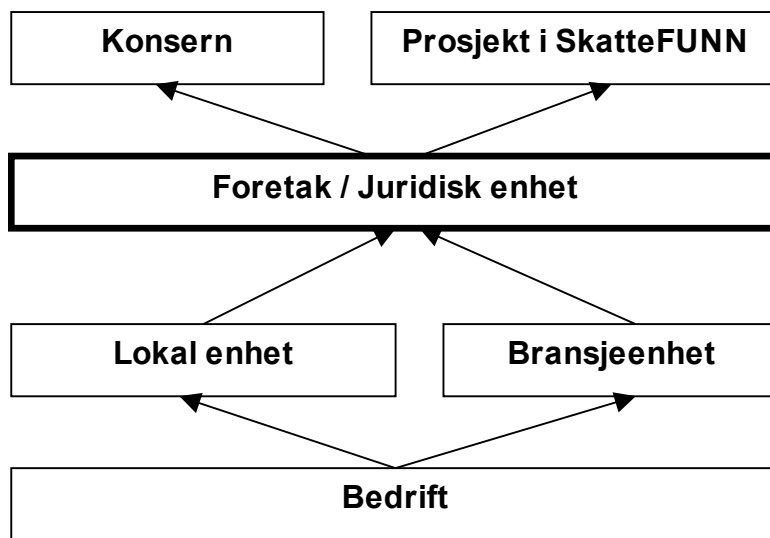 Konsern
Prosjekt i SkatteFUNN
Foretak / Juridisk enhet
Lokal enhet
Bransjeenhet
Bedrift